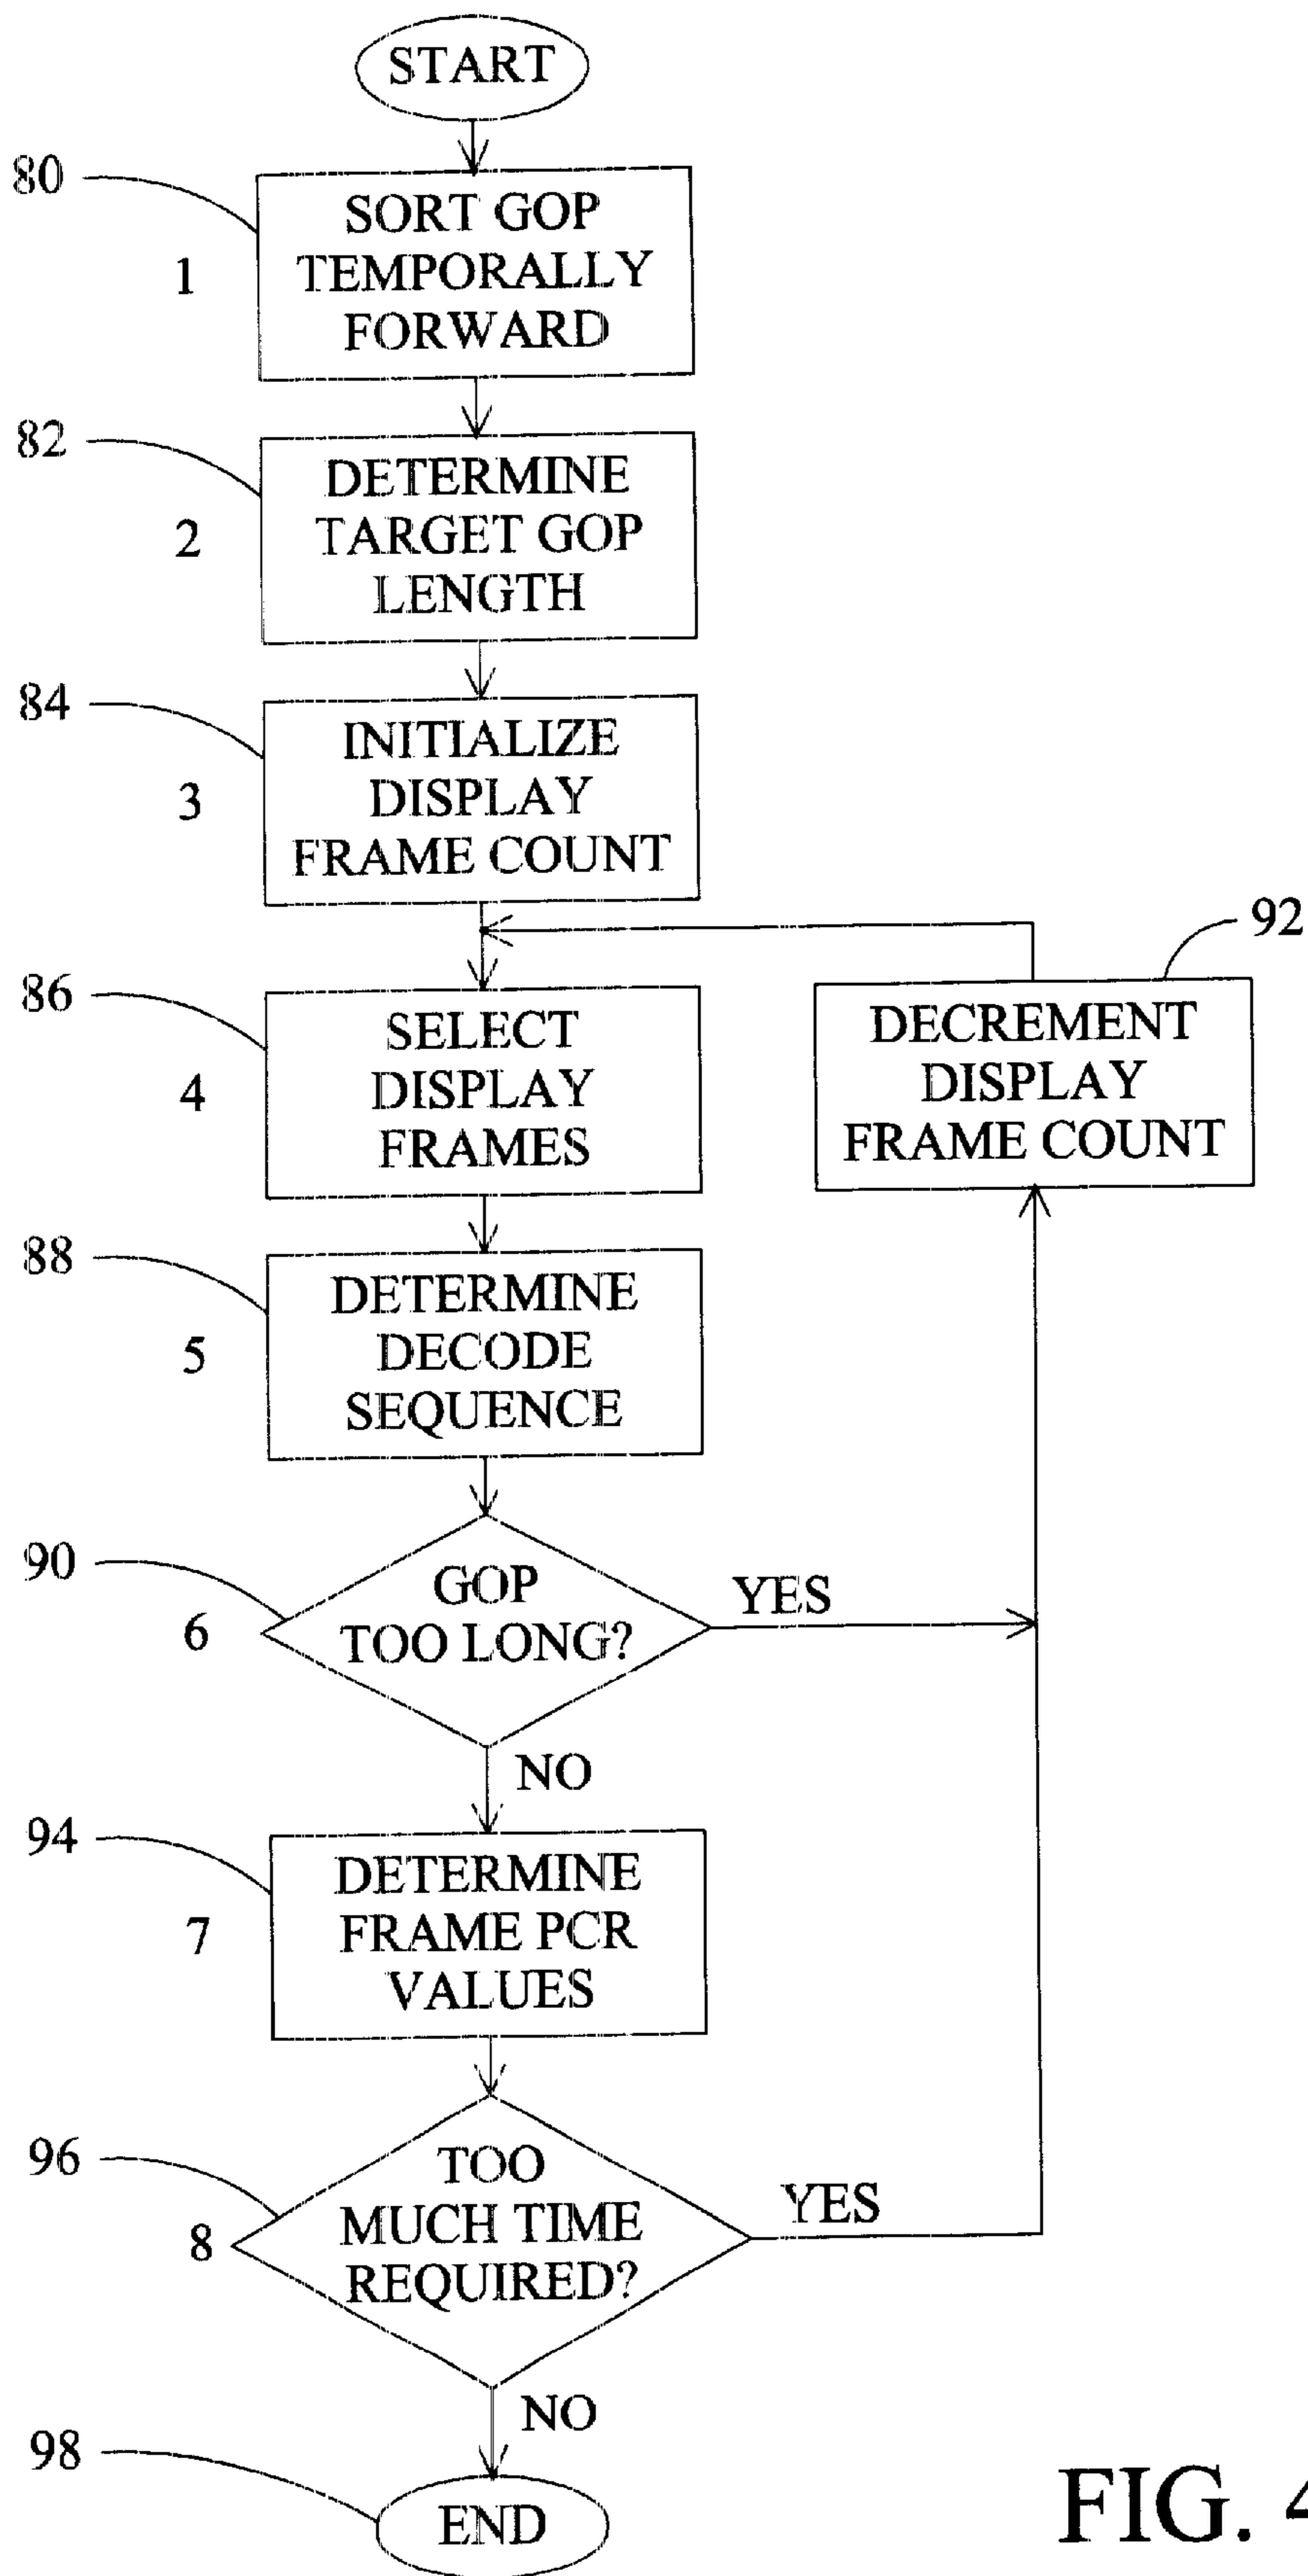 START
80
1
SORT GOP
TEMPORALLY
FORWARD
82
2
DETERMINE
TARGET GOP
LENGTH
84
3
INITIALIZE
DISPLAY
FRAME COUNT
92
DECREMENT
DISPLAY
FRAME COUNT
86
4
SELECT
DISPLAY
FRAMES
88
5
DETERMINE
DECODE
SEQUENCE
90
6
GOP
TOO LONG?
YES
NO
94
7
DETERMINE
FRAME PCR
VALUES
96
8
TOO
MUCH TIME
REQUIRED?
YES
NO
98
END
FIG. 4